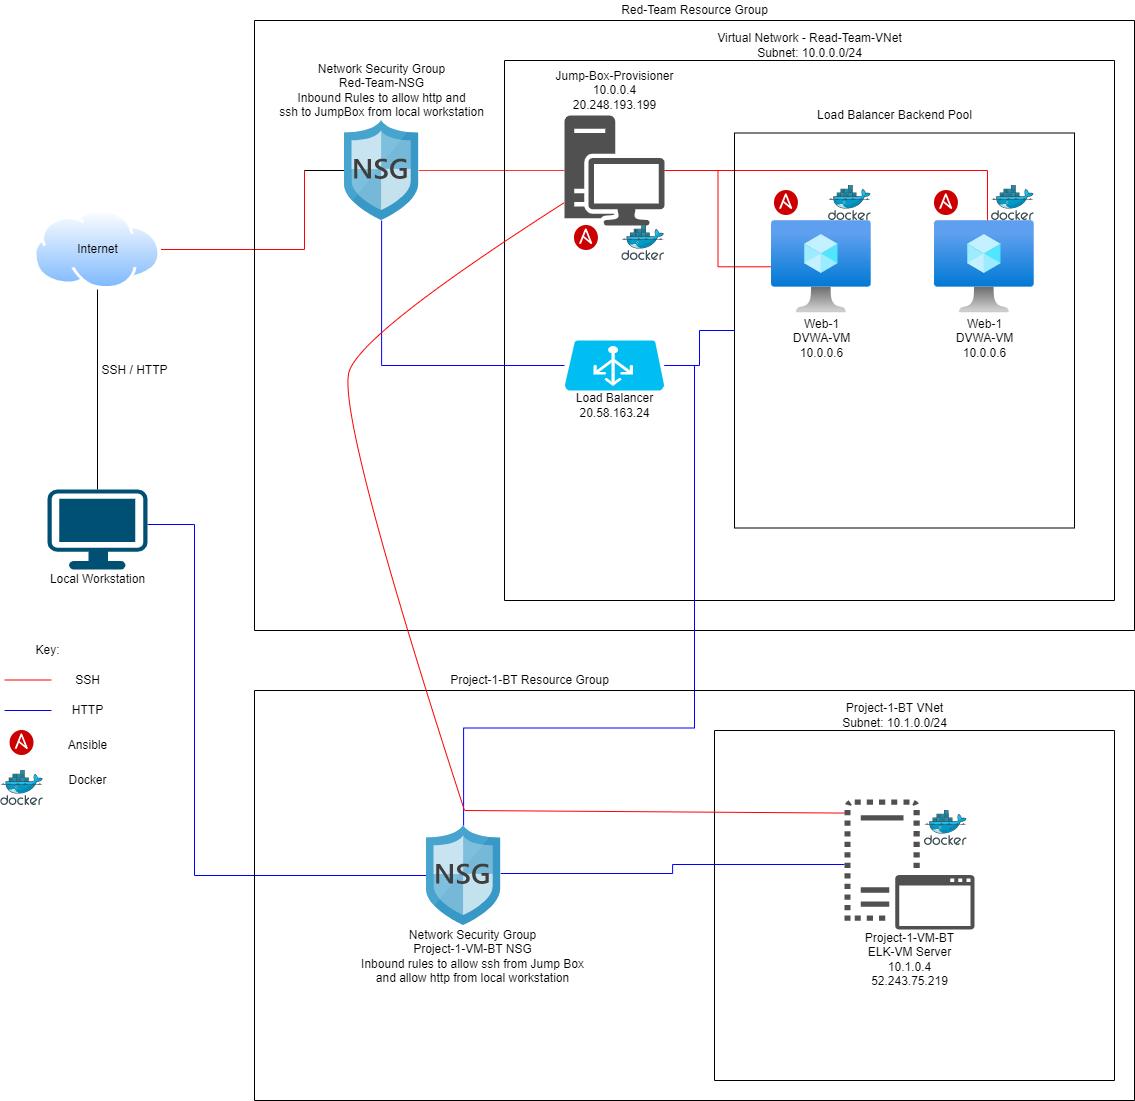 Red-Team Resource Group
Virtual Network - Read-Team-VNet
Subnet: 10.0.0.0/24
Network Security Group
Red-Team-NSG
Inbound Rules to allow http and
ssh to JumpBox from local workstation
NSG
Jump-Box-Provisioner
10.0.0.4
20.248.193.199
docker
Load Balancer Backend Pool
docker
docker
Web-1
DVWA-VM
10.0.0.6
Web-1
DVWA-VM
10.0.0.6
Internet
SSH / HTTP
Load Balancer
20.58.163.24
Local Workstation
Key:
SSH
HTTP
Ansible
Docker
docker
Project-1-BT Resource Group
Project-1-BT VNet
Subnet: 10.1.0.0/24
NSG
Network Security Group
Project-1-VM-BT NSG
Inbound rules to allow ssh from Jump Box
and allow http from local workstation
docker
Project-1-VM-BT
ELK-VM Server
10.1.0.4
52.243.75.219